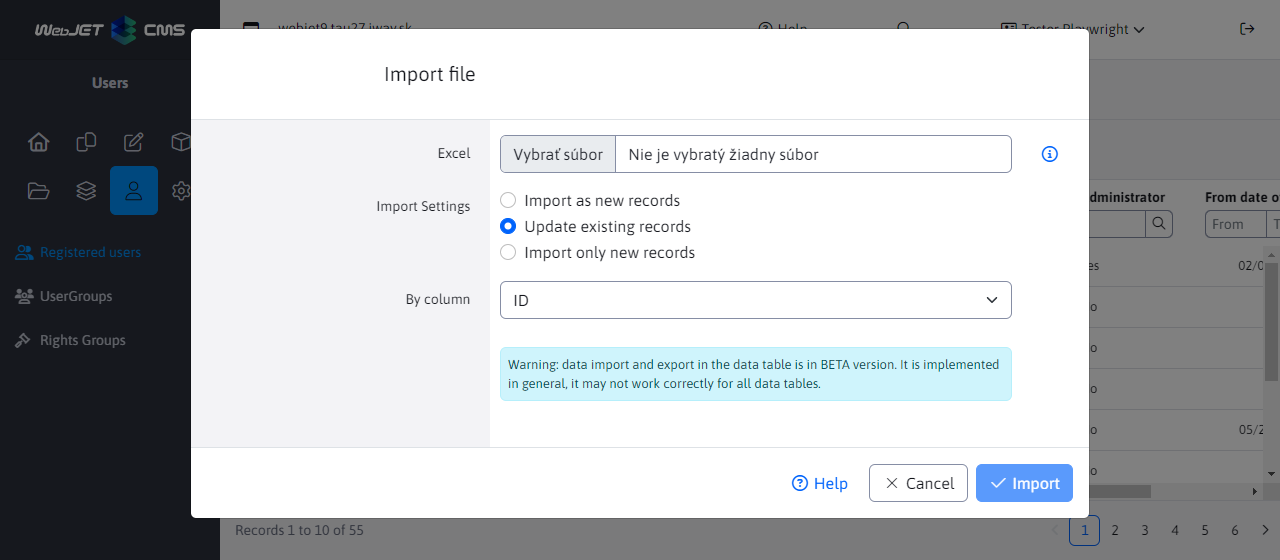 WebJET CMS
webjet9.tau27.iway.sk
Help
Tester Playwright
Users
Import file
Excel
Vybrať súbor
Nie je vybratý žiadny súbor
Import Settings
Import as new records
Update existing records
Import only new records
By column
ID
Warning: data import and export in the data table is in BETA version. It is implemented
in general, it may not work correctly for all data tables.
Help
Cancel
Import
Registered users
UserGroups
Rights Groups
dministrator
From date o
From
es
02/0
o
o
o
o
05/2
o
Records 1 to 10 of 55
1
2
3
4
5
6